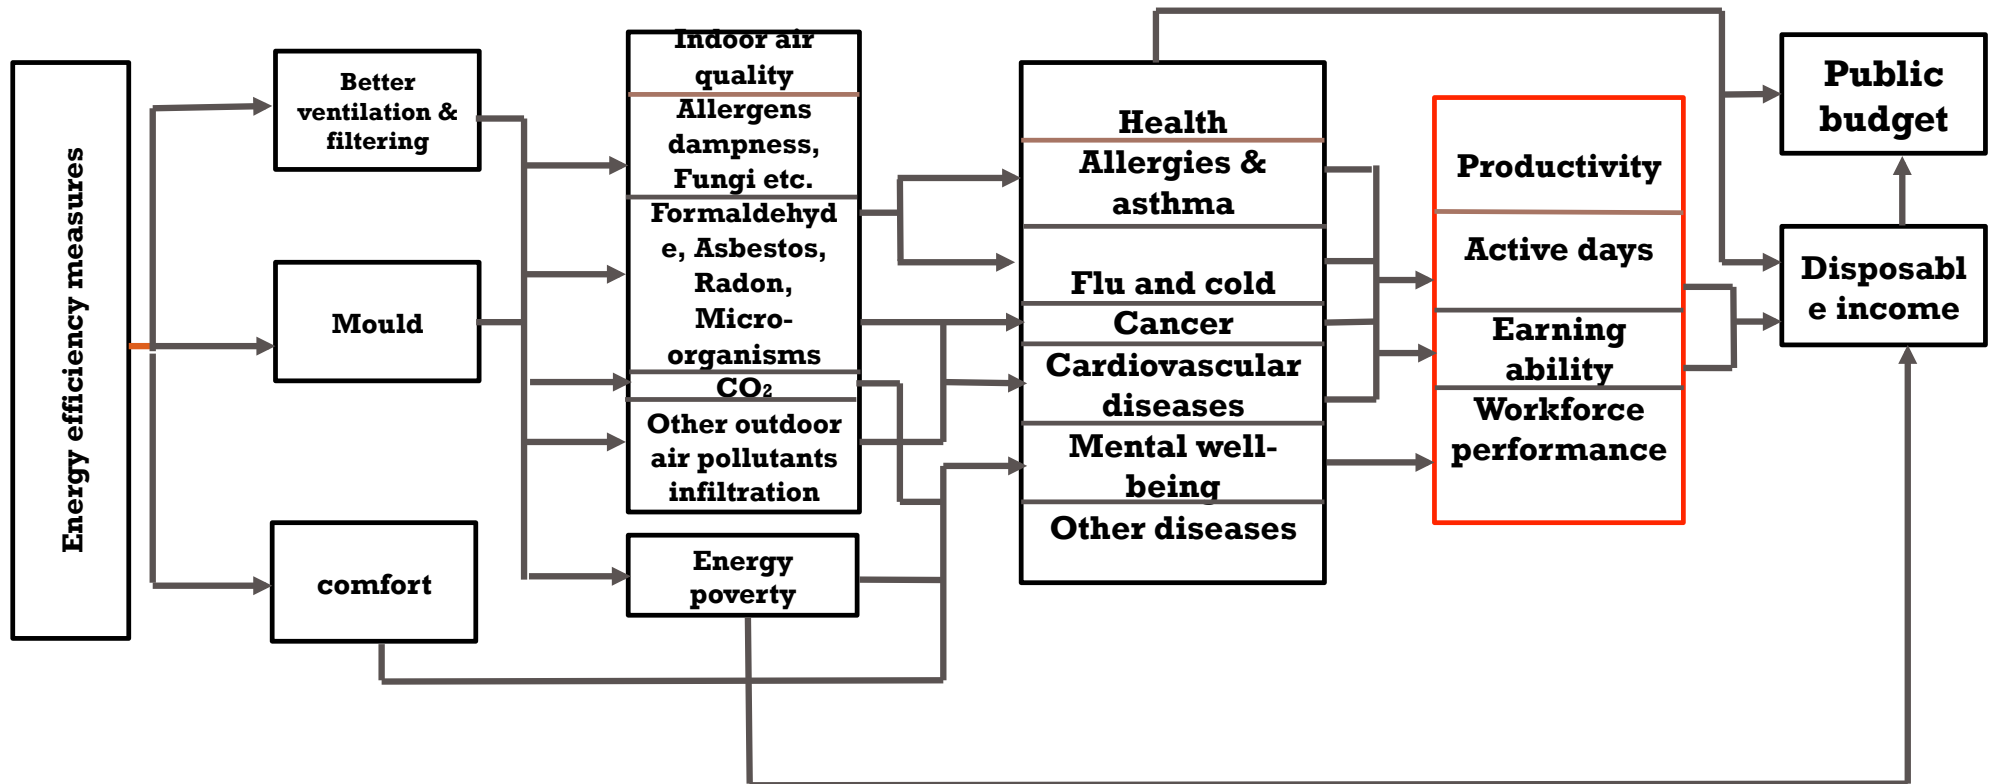 Energy efficiency measures
Better
ventilation &
filtering
Mould
comfort
Indoor air
quality
Allergens
dampness,
Fungi etc.
Formaldehyd
e, Asbestos,
Radon,
Micro-
organisms
CO₂
Other outdoor
air pollutants
infiltration
Energy
poverty
Health
Allergies &
asthma
Flu and cold
Cancer
Cardiovascular
diseases
Mental well-
being
Other diseases
Productivity
Active days
Earning
ability
Workforce
performance
Public
budget
Disposabl
e income